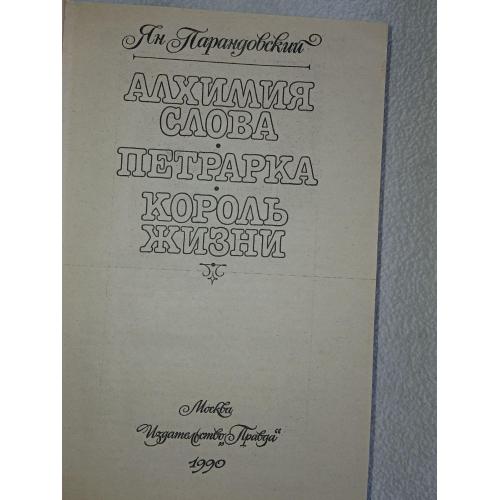 Ян Парандовский
АЛХИМИЯ
СЛОВА
•
ПЕТРАРКА
•
КОРОЛЬ
ЖИЗНИ
Москва
Издательство „Правда“
1990